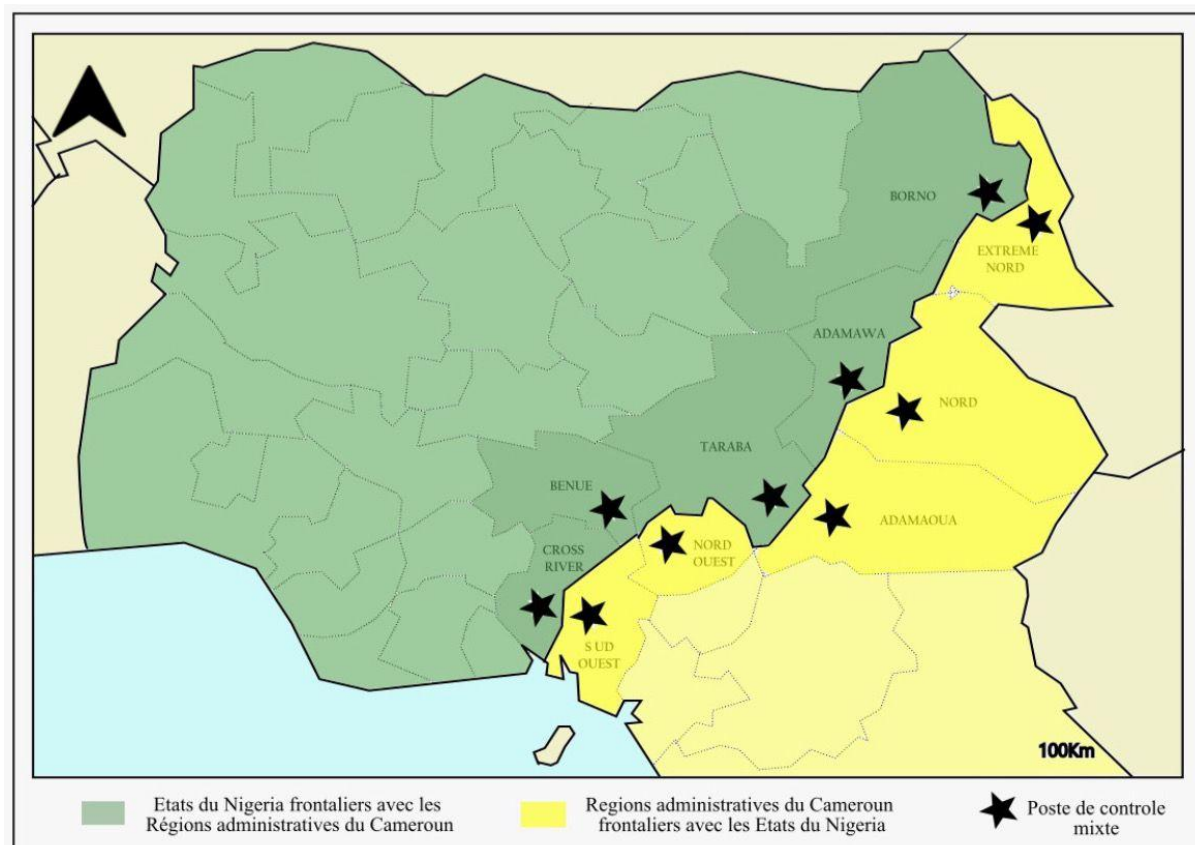 BORNO
EXTREME
NORD
ADAMAWA
NORD
TARABA
BENUE
ADAMAOUA
NORD
OUEST
CROSS
RIVER
S UD
OUEST
100Km
Etats du Nigeria frontaliers avec les
Régions administratives du Cameroun
Regions administratives du Cameroun
frontaliers avec les Etats du Nigeria
Poste de controle
mixte